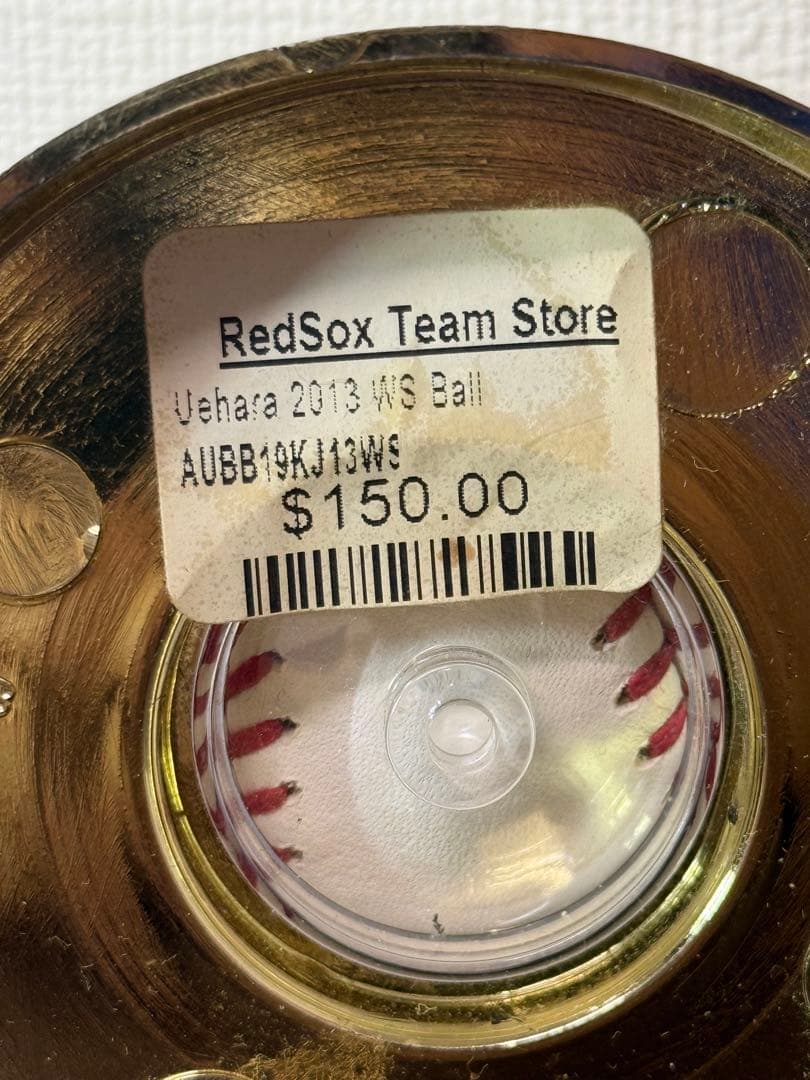 RedSox Team Store
Uehara 2013 WS Ball
AUBB19KJ13WS
$150.00